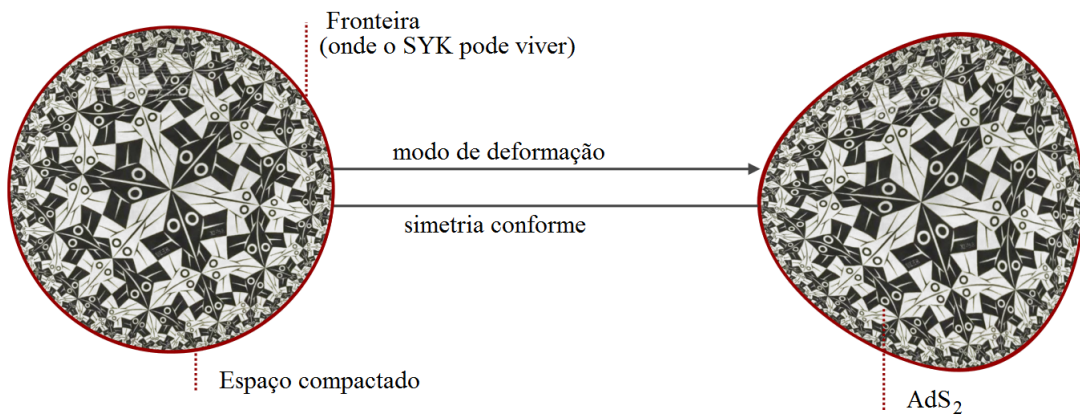 Fronteira
(onde o SYK pode viver)
modo de deformação
simetria conforme
Espaço compactado
AdS₂